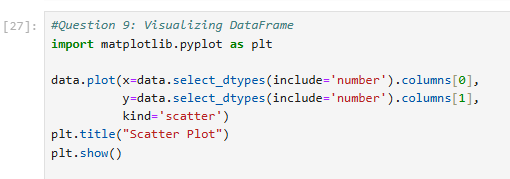 [27]: #Question 9: Visualizing DataFrame
import matplotlib.pyplot as plt
data.plot(x=data.select_dtypes(include='number').columns[0],
y=data.select_dtypes(include='number').columns[1],
kind='scatter')
plt.title("Scatter Plot")
plt.show()